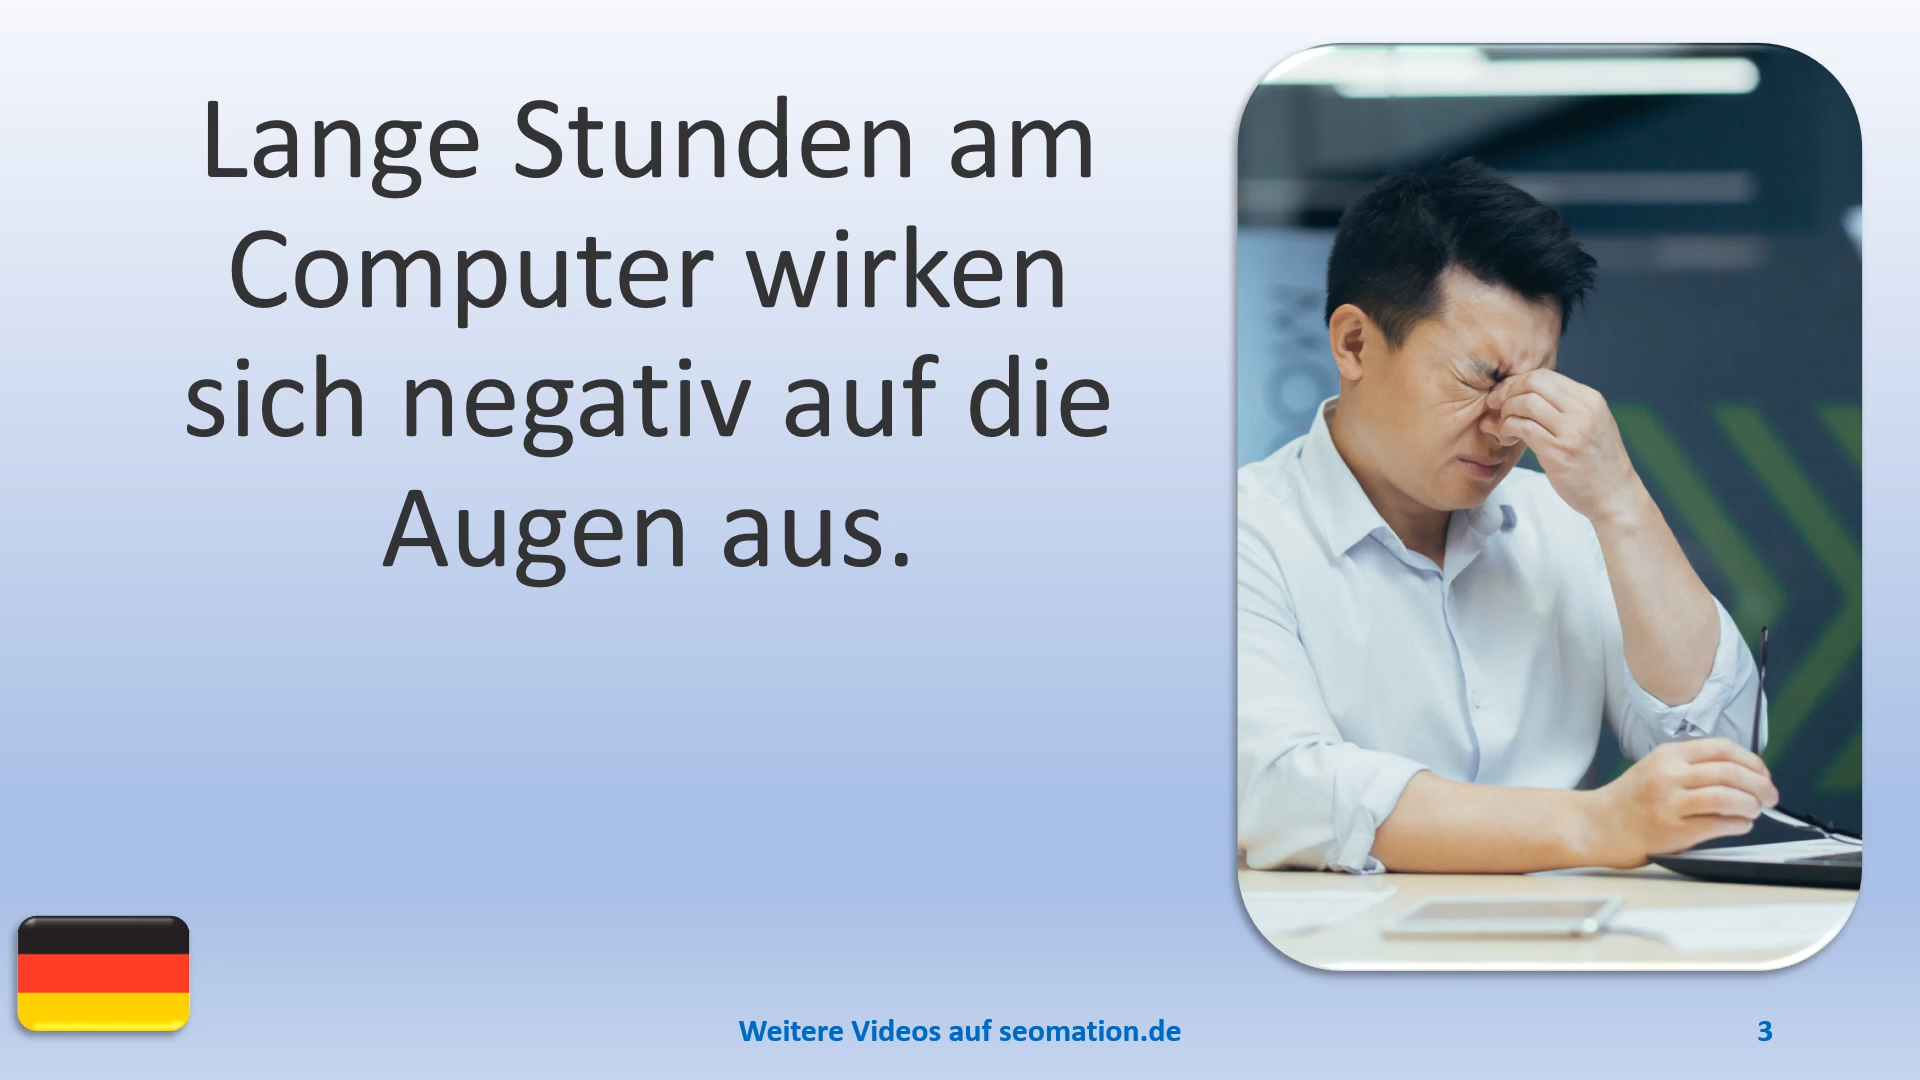 Lange Stunden am
Computer wirken
sich negativ auf die
Augen aus.
Weitere Videos auf seomation.de
3